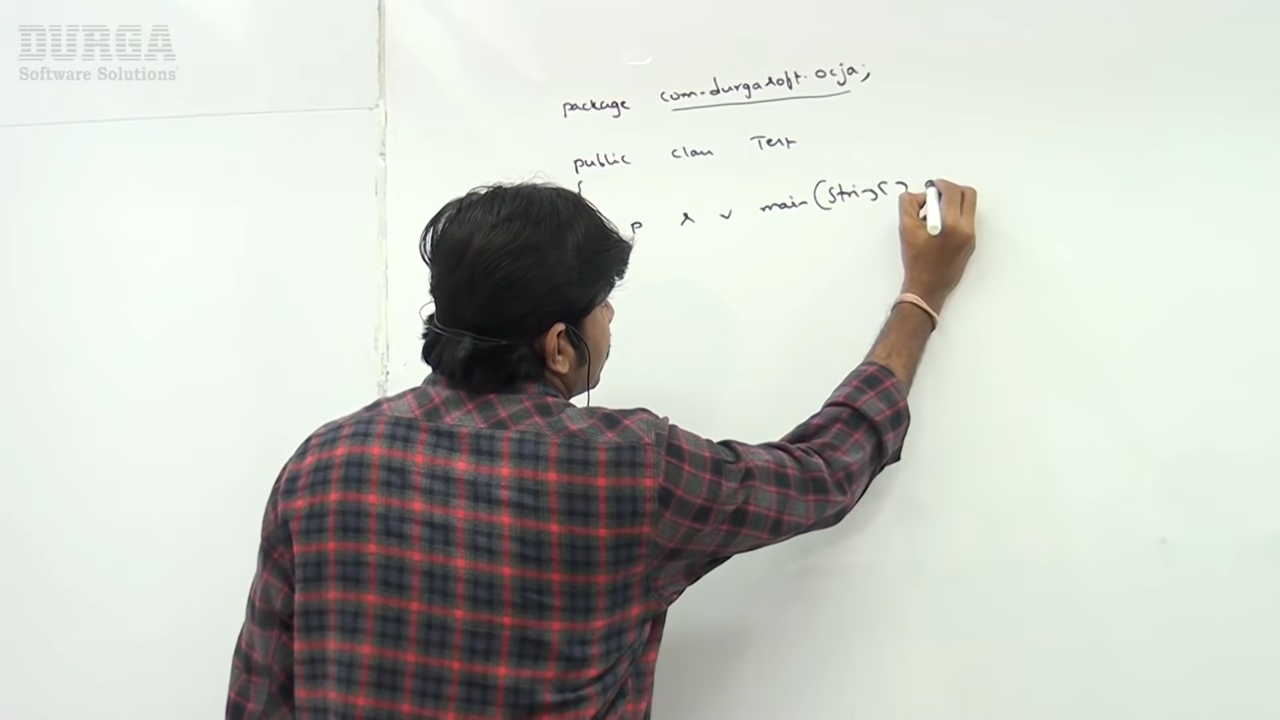 DURGA
Software Solutions
package com.durgasoft.ocja;
public class Test
{
p s v main(String[]